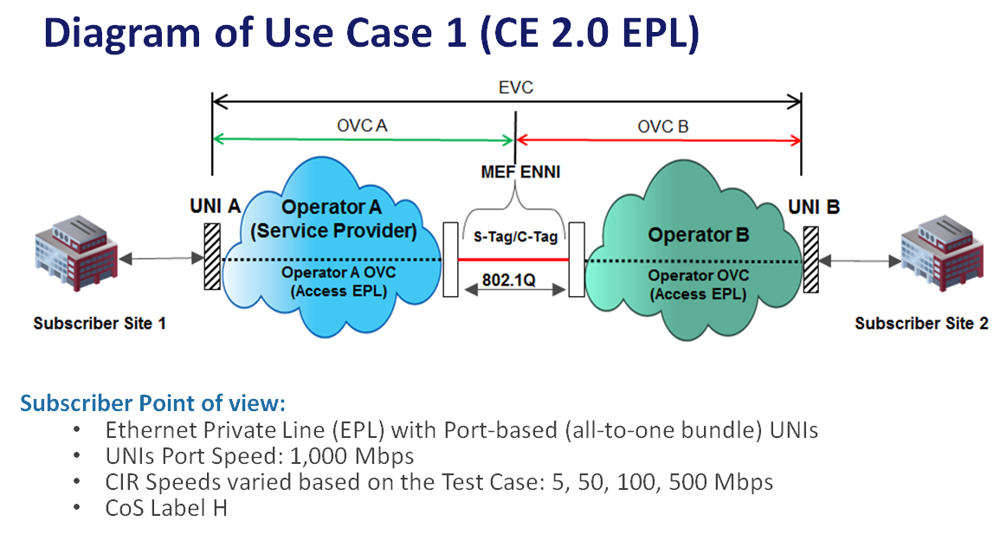 Diagram of Use Case 1 (CE 2.0 EPL)
EVC
OVC A
OVC B
MEF ENNI
UNI A
Operator A
(Service Provider)
S-Tag/C-Tag
Operator B
UNI B
Operator A OVC
(Access EPL)
802.1Q
Operator OVC
(Access EPL)
Subscriber Site 1
Subscriber Site 2
Subscriber Point of view:
• Ethernet Private Line (EPL) with Port-based (all-to-one bundle) UNIs
• UNIs Port Speed: 1,000 Mbps
• CIR Speeds varied based on the Test Case: 5, 50, 100, 500 Mbps
• CoS Label H